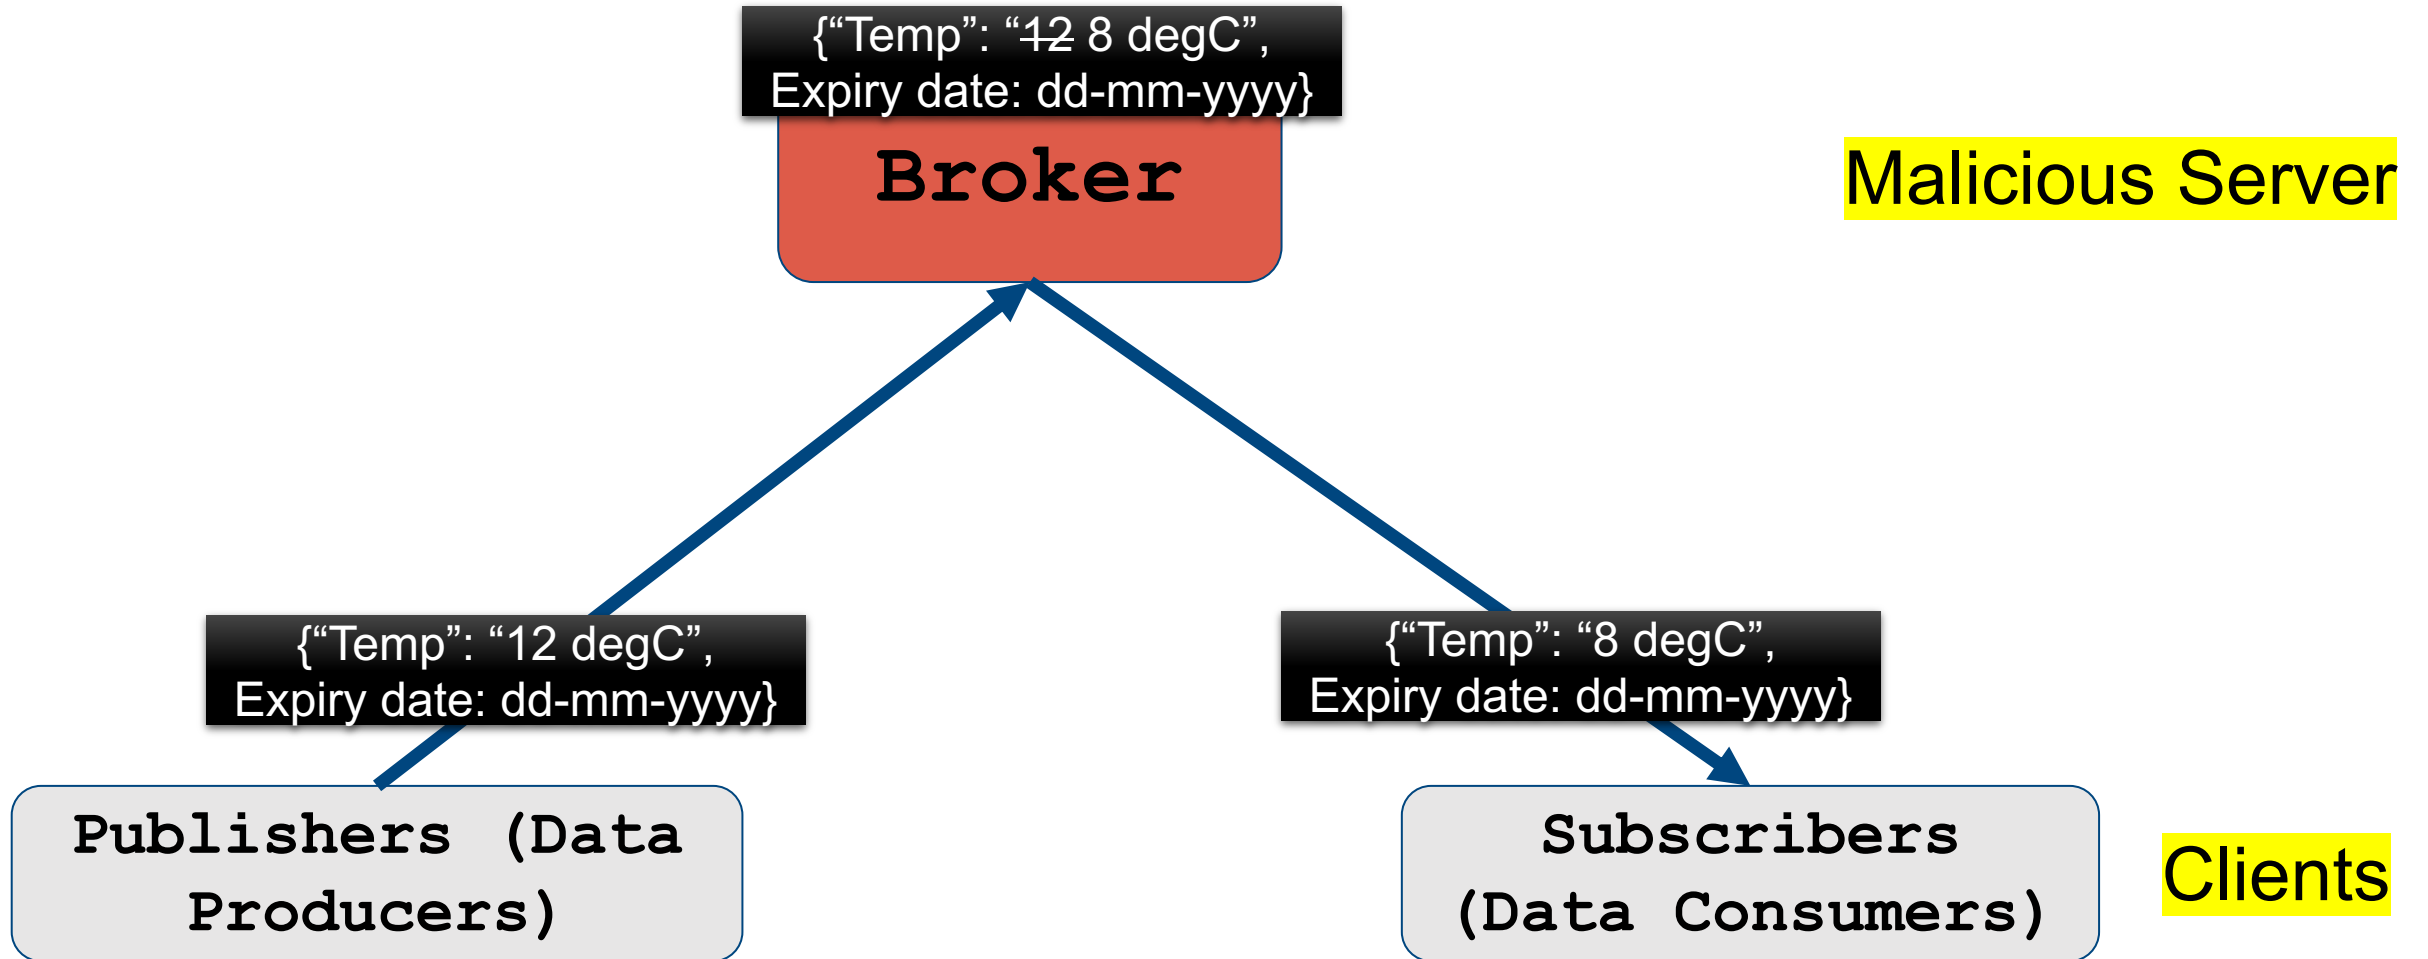 {“Temp”: “12 8 degC”,
Expiry date: dd-mm-yyyy}
Broker
Malicious Server
{“Temp”: “12 degC”,
Expiry date: dd-mm-yyyy}
{“Temp”: “8 degC”,
Expiry date: dd-mm-yyyy}
Publishers (Data
Producers)
Subscribers
(Data Consumers)
Clients